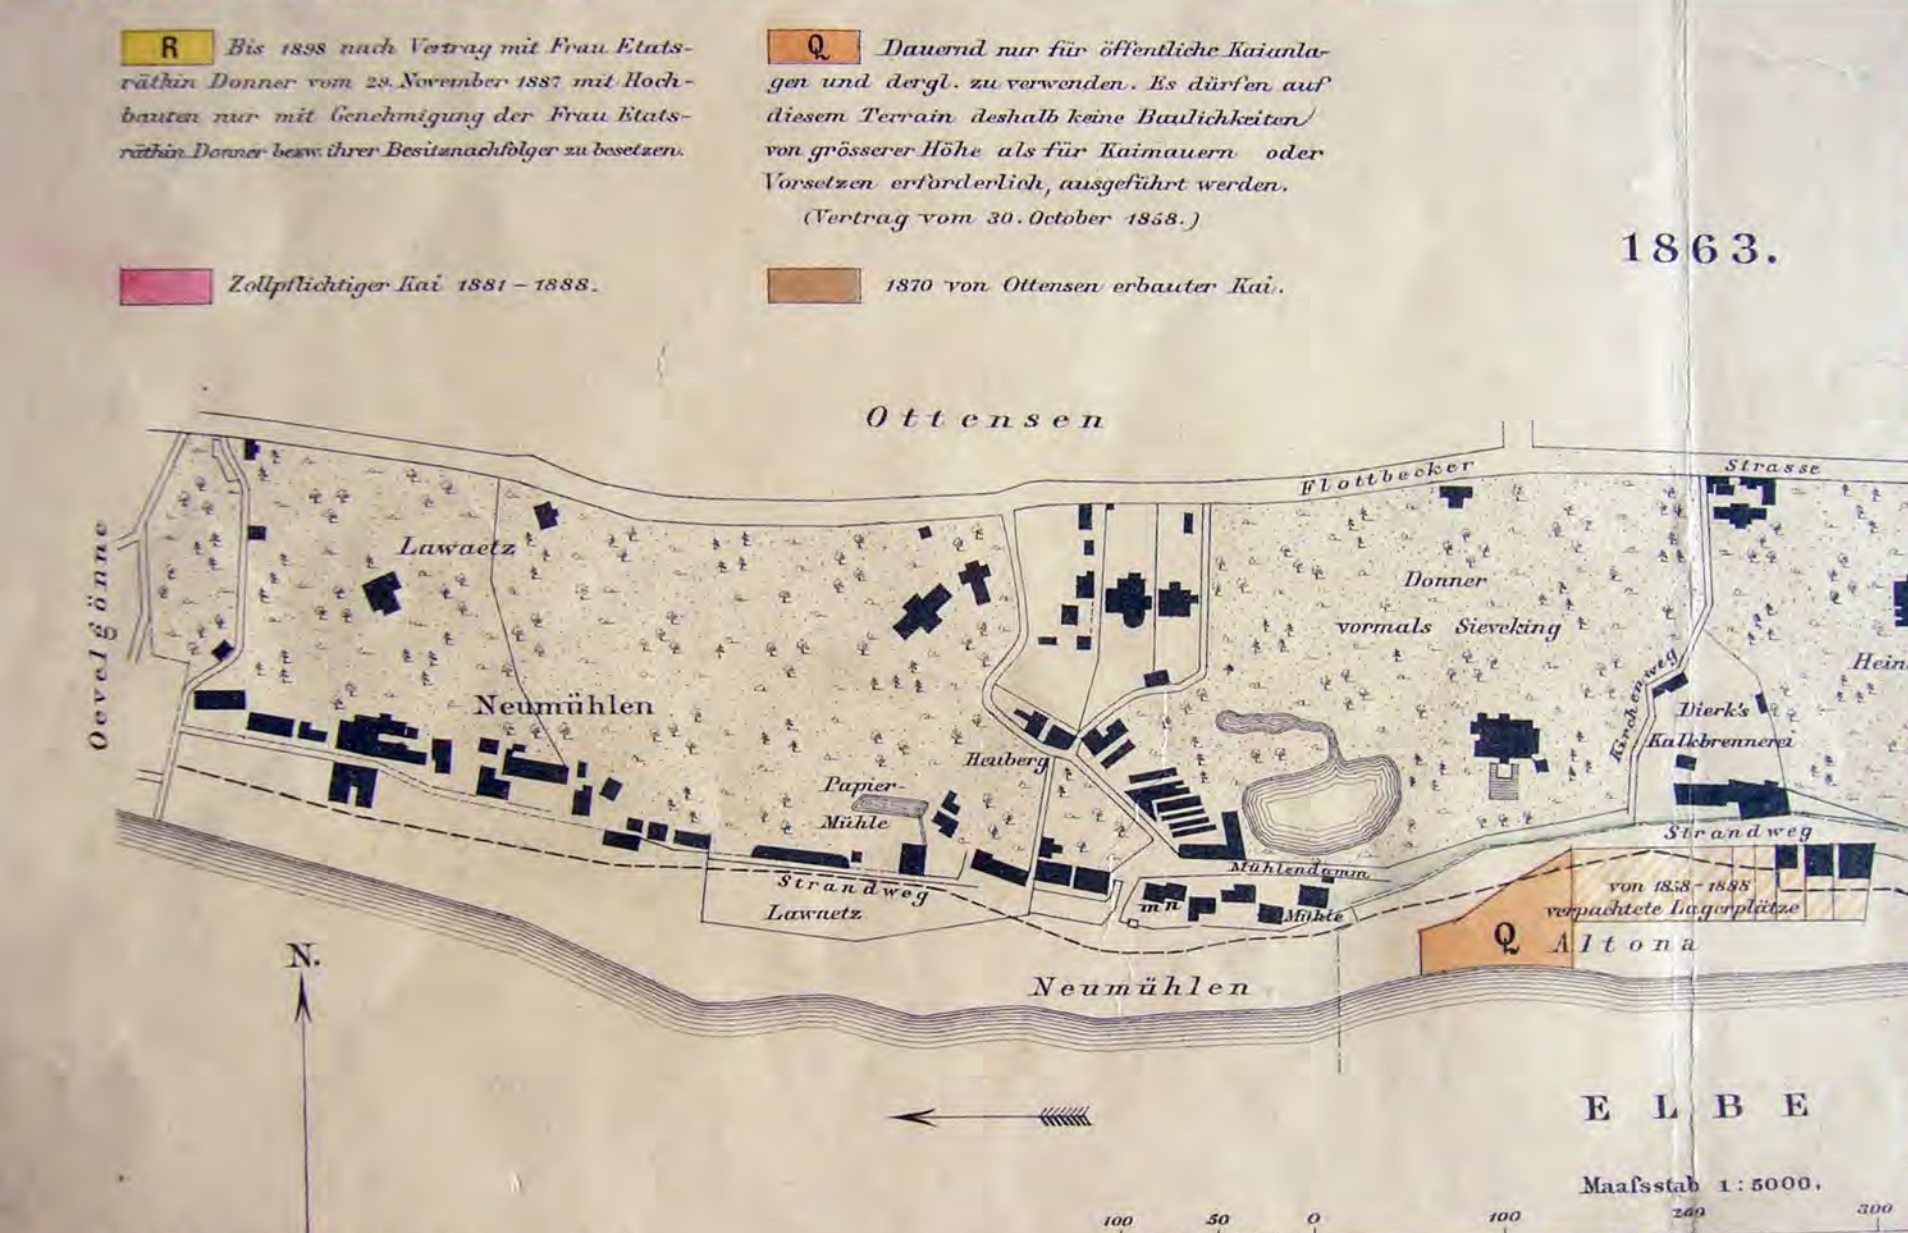 R Bis 1898 nach Vertrag mit Frau Etats-
räthin Donner vom 29. November 1887 mit Hoch-
bauten nur mit Genehmigung der Frau Etats-
räthin Donner bezw. ihrer Besitznachfolger zu besetzen.
Q Dauernd nur für öffentliche Kaianla-
gen und dergl. zu verwenden. Es dürfen auf
diesem Terrain deshalb keine Baulichkeiten
von grösserer Höhe als für Kaimauern oder
Vorsetzen erforderlich, ausgeführt werden.
(Vertrag vom 30. October 1858.)
Zollpflichtiger Kai 1881-1888.
1870 von Ottensen erbauter Kai.
1863.
Ottensen
Flottbecker Strasse
Oevelgönne
Lawaetz
Donner
vormals Sieveking
Kirchenweg
Hein
Neumühlen
Dierk's
Kalkbrennerei
Heuberg
Papier-
Mühle
Strandweg
Mühlendamm
Strandweg
Lawaetz
m n
Mühle
von 1858-1888
verpachtete Lagerplätze
Q Altona
N.
Neumühlen
ELBE
Maaſsstab 1:5000.
100 50 0 100 200 300